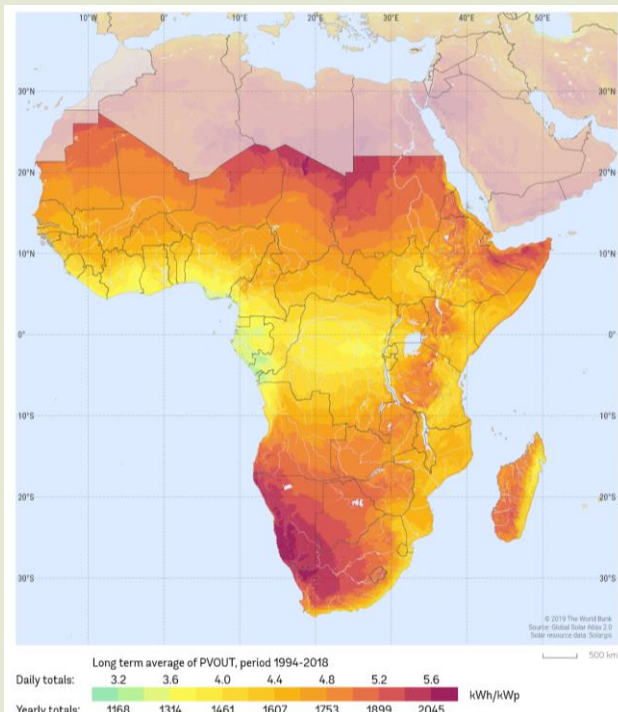 10°W 0° 10°E 20°E 30°E 40°E 50°E
30°N 30°N
20°N 20°N
10°N 10°N
0° 0°
10°S 10°S
20°S 20°S
30°S 30°S
© 2019 The World Bank
Source: Global Solar Atlas 2.0
Solar resource data: Solargis
500 km
Long term average of PVOUT, period 1994-2018
Daily totals: 3.2 3.6 4.0 4.4 4.8 5.2 5.6
kWh/kWp
Yearly totals: 1168 1314 1461 1607 1753 1899 2045